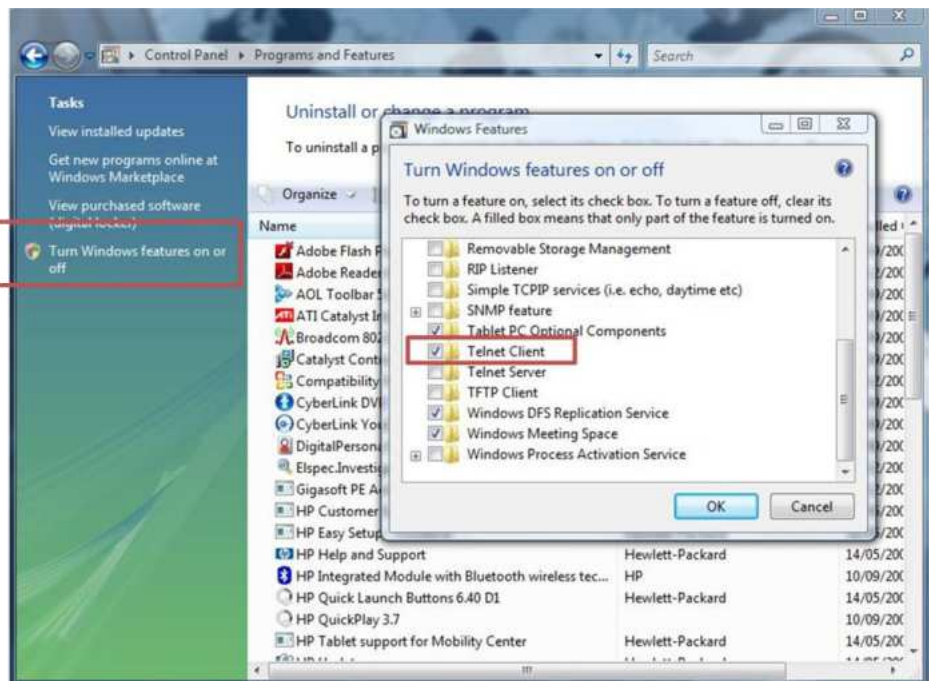 Control Panel
Programs and Features
Search
Tasks
View installed updates
Get new programs online at
Windows Marketplace
View purchased software
(digital locker)
Turn Windows features on or
off
Uninstall or change a program
To uninstall a p
Organize
Name
Adobe Flash P
Adobe Reader
AOL Toolbar 5
ATI Catalyst In
Broadcom 802
Catalyst Cont
Compatibility
CyberLink DVD
CyberLink You
DigitalPersona
Elspec.Investig
Gigasoft PE A
HP Customer
HP Easy Setup
HP Help and Support Hewlett-Packard 14/05/200
HP Integrated Module with Bluetooth wireless tec... HP 10/09/200
HP Quick Launch Buttons 6.40 D1 Hewlett-Packard 14/05/200
HP QuickPlay 3.7 10/09/200
HP Tablet support for Mobility Center Hewlett-Packard 14/05/200
Windows Features
Turn Windows features on or off
To turn a feature on, select its check box. To turn a feature off, clear its
check box. A filled box means that only part of the feature is turned on.
Removable Storage Management
RIP Listener
Simple TCPIP services (i.e. echo, daytime etc)
SNMP feature
Tablet PC Optional Components
Telnet Client
Telnet Server
TFTP Client
Windows DFS Replication Service
Windows Meeting Space
Windows Process Activation Service
OK
Cancel